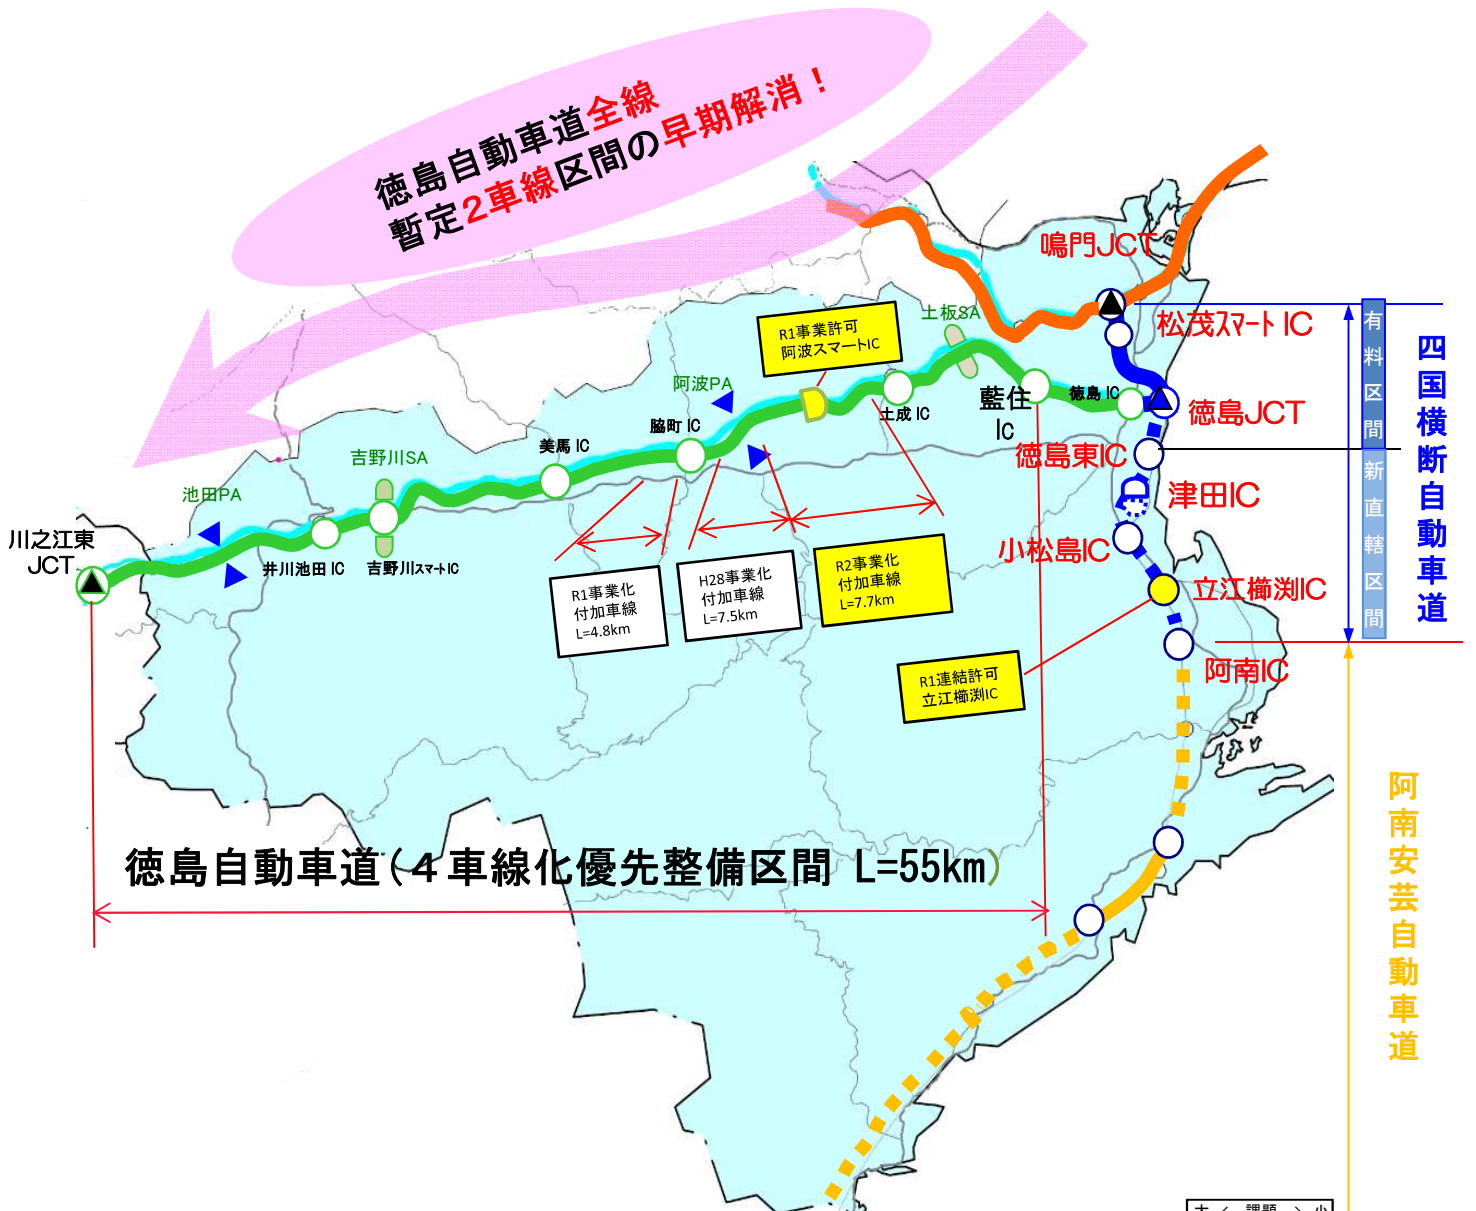 徳島自動車道全線
暫定2車線区間の早期解消！
鳴門JCT
松茂スマートIC
土板SA
R1事業許可
阿波スマートIC
阿波PA
藍住
IC
徳島 IC
徳島JCT
土成 IC
脇町 IC
美馬 IC
徳島東IC
吉野川SA
池田PA
津田IC
川之江東
JCT
井川池田 IC
吉野川スマートIC
小松島IC
立江櫛渕IC
R1事業化
付加車線
L=4.8km
H28事業化
付加車線
L=7.5km
R2事業化
付加車線
L=7.7km
R1連結許可
立江櫛渕IC
阿南IC
有料区間
新直轄区間
四国横断自動車道
徳島自動車道(４車線化優先整備区間 L=55km)
阿南安芸自動車道